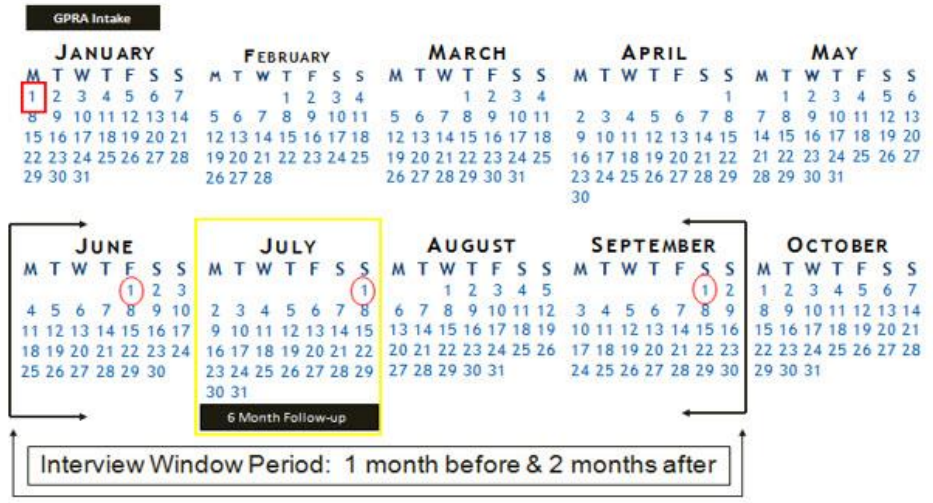 GPRA Intake
JANUARY
M T W T F S S
1 2 3 4 5 6 7
8 9 10 11 12 13 14
15 16 17 18 19 20 21
22 23 24 25 26 27 28
29 30 31
FEBRUARY
M T W T F S S
1 2 3 4
5 6 7 8 9 10 11
12 13 14 15 16 17 18
19 20 21 22 23 24 25
26 27 28
MARCH
M T W T F S S
1 2 3 4
5 6 7 8 9 10 11
12 13 14 15 16 17 18
19 20 21 22 23 24 25
26 27 28 29 30 31
APRIL
M T W T F S S
1
2 3 4 5 6 7 8
9 10 11 12 13 14 15
16 17 18 19 20 21 22
23 24 25 26 27 28 29
30
MAY
M T W T F S S
1 2 3 4 5 6
7 8 9 10 11 12 13
14 15 16 17 18 19 20
21 22 23 24 25 26 27
28 29 30 31
JUNE
M T W T F S S
1 2 3
4 5 6 7 8 9 10
11 12 13 14 15 16 17
18 19 20 21 22 23 24
25 26 27 28 29 30
JULY
M T W T F S S
1
2 3 4 5 6 7 8
9 10 11 12 13 14 15
16 17 18 19 20 21 22
23 24 25 26 27 28 29
30 31
6 Month Follow-up
AUGUST
M T W T F S S
1 2 3 4 5
6 7 8 9 10 11 12
13 14 15 16 17 18 19
20 21 22 23 24 25 26
27 28 29 30 31
SEPTEMBER
M T W T F S S
1 2
3 4 5 6 7 8 9
10 11 12 13 14 15 16
17 18 19 20 21 22 23
24 25 26 27 28 29 30
OCTOBER
M T W T F S S
1 2 3 4 5 6 7
8 9 10 11 12 13 14
15 16 17 18 19 20 21
22 23 24 25 26 27 28
29 30 31
Interview Window Period: 1 month before & 2 months after